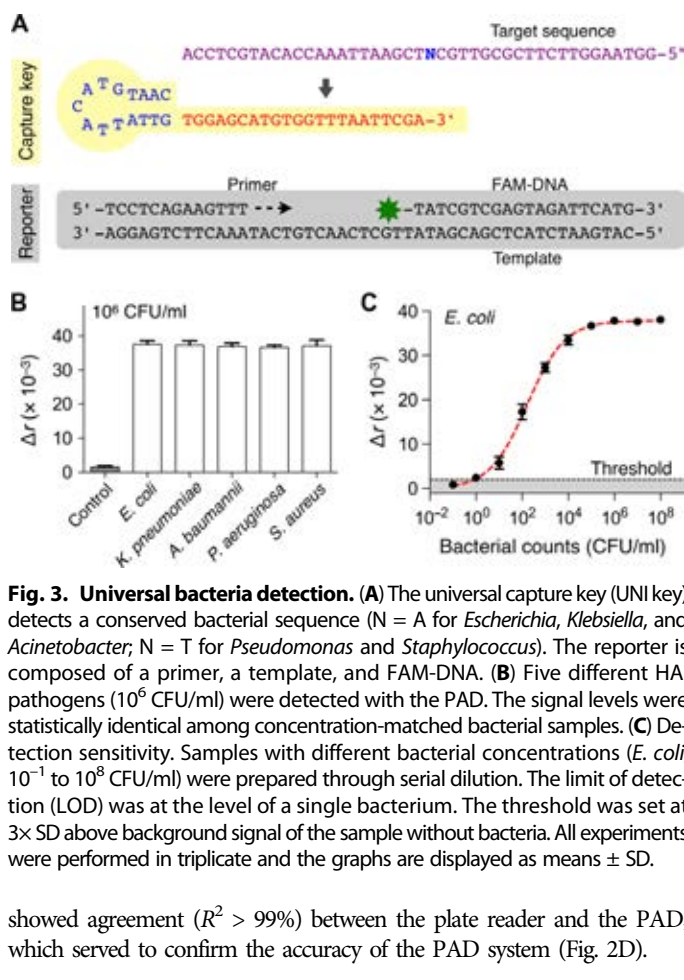 A
Target sequence
ACCTCGTACACCAAATTAAGCTNCGTTGCGCTTCTTGGAATGG-5'
Capture key
C A T G TAAC
A T T ATTG TGGAGCATGTGGTTTAATTCGA-3'
Reporter
Primer FAM-DNA
5'-TCCTCAGAAGTTT TATCGTCGAGTAGATTCATG-3'
3'-AGGAGTCTTCAAATACTGTCAACTCGTTATAGCAGCTCATCTAAGTAC-5'
Template
B
10⁶ CFU/ml
Δr (× 10⁻³)
40
30
20
10
0
Control
E. coli
K. pneumoniae
A. baumannii
P. aeruginosa
S. aureus
C
E. coli
Δr (× 10⁻³)
40
30
20
10
0
Threshold
10⁻² 10⁰ 10² 10⁴ 10⁶ 10⁸
Bacterial counts (CFU/ml)
Fig. 3. Universal bacteria detection. (A) The universal capture key (UNI key)
detects a conserved bacterial sequence (N = A for Escherichia, Klebsiella, and
Acinetobacter; N = T for Pseudomonas and Staphylococcus). The reporter is
composed of a primer, a template, and FAM-DNA. (B) Five different HA
pathogens (10⁶ CFU/ml) were detected with the PAD. The signal levels were
statistically identical among concentration-matched bacterial samples. (C) De-
tection sensitivity. Samples with different bacterial concentrations (E. coli
10⁻¹ to 10⁸ CFU/ml) were prepared through serial dilution. The limit of detec-
tion (LOD) was at the level of a single bacterium. The threshold was set at
3× SD above background signal of the sample without bacteria. All experiments
were performed in triplicate and the graphs are displayed as means ± SD.
showed agreement (R² > 99%) between the plate reader and the PAD,
which served to confirm the accuracy of the PAD system (Fig. 2D).